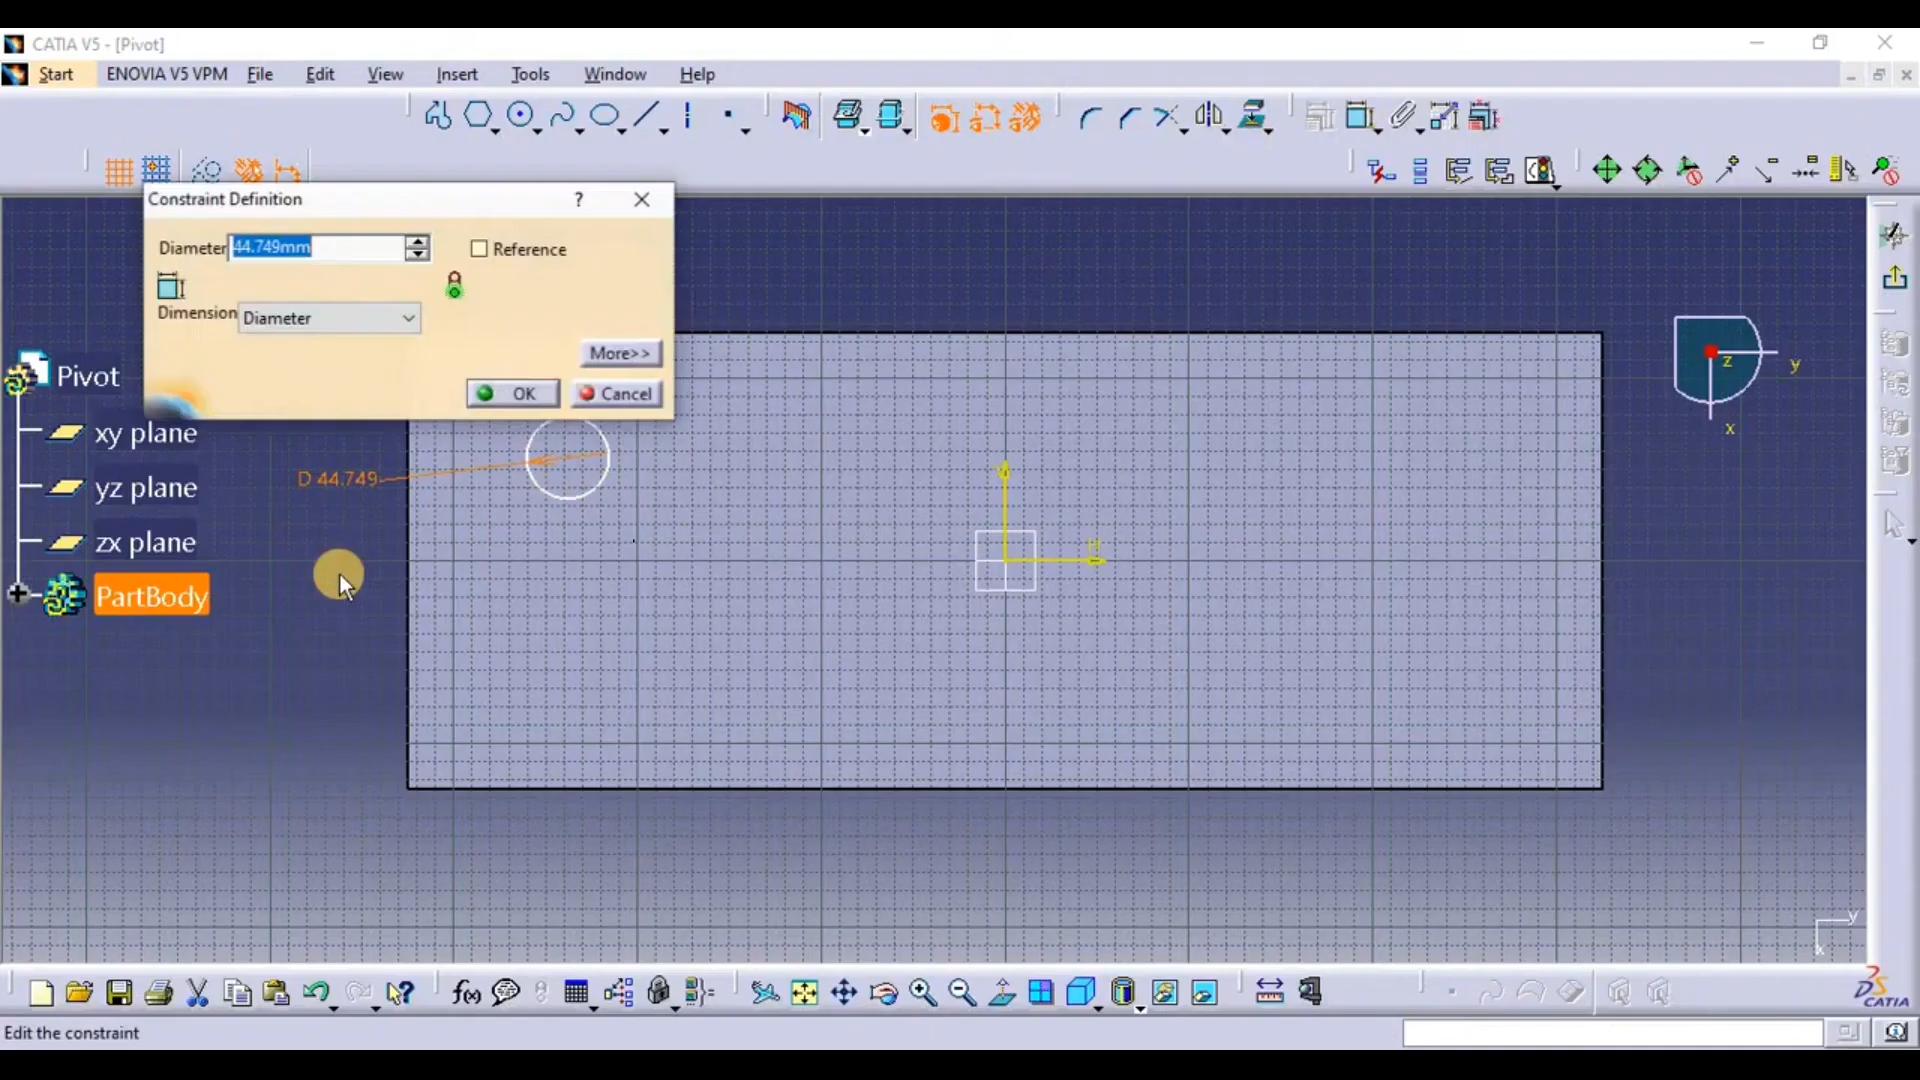 CATIA V5 - [Pivot]
Start ENOVIA V5 VPM File Edit View Insert Tools Window Help
Constraint Definition ?
Diameter 44.749mm Reference
Dimension Diameter
More>>
OK Cancel
Pivot
xy plane
yz plane
zx plane
PartBody
D 44.749
V
H
z
y
x
y
x
f(x)
DS
CATIA
Edit the constraint